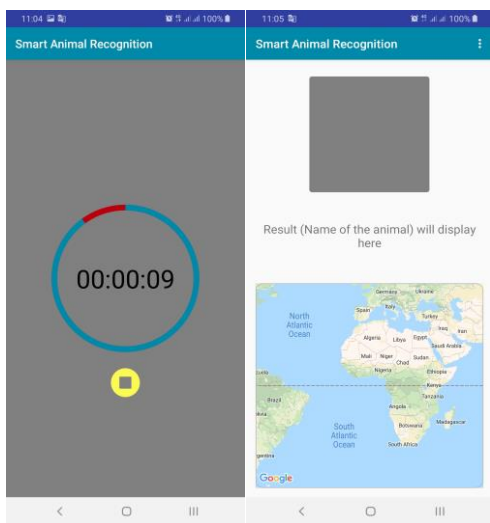 11:04
100%
Smart Animal Recognition
00:00:09
11:05
100%
Smart Animal Recognition
Result (Name of the animal) will display
here
Germany
Ukraine
Spain
Italy
Turkey
North
Atlantic
Ocean
Iraq
Iran
Algeria
Libya
Egypt
Saudi Arabia
Mali
Niger
Chad
Sudan
Nigeria
Ethiopia
Kenya
Brazil
Tanzania
Angola
South
Atlantic
Ocean
Botswana
Madagascar
South Africa
Google